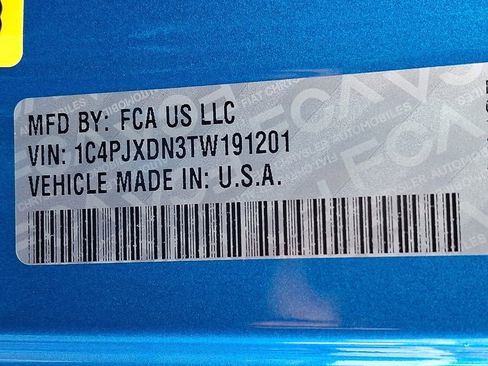 MFD BY: FCA US LLC
VIN: 1C4PJXDN3TW191201
VEHICLE MADE IN: U.S.A.